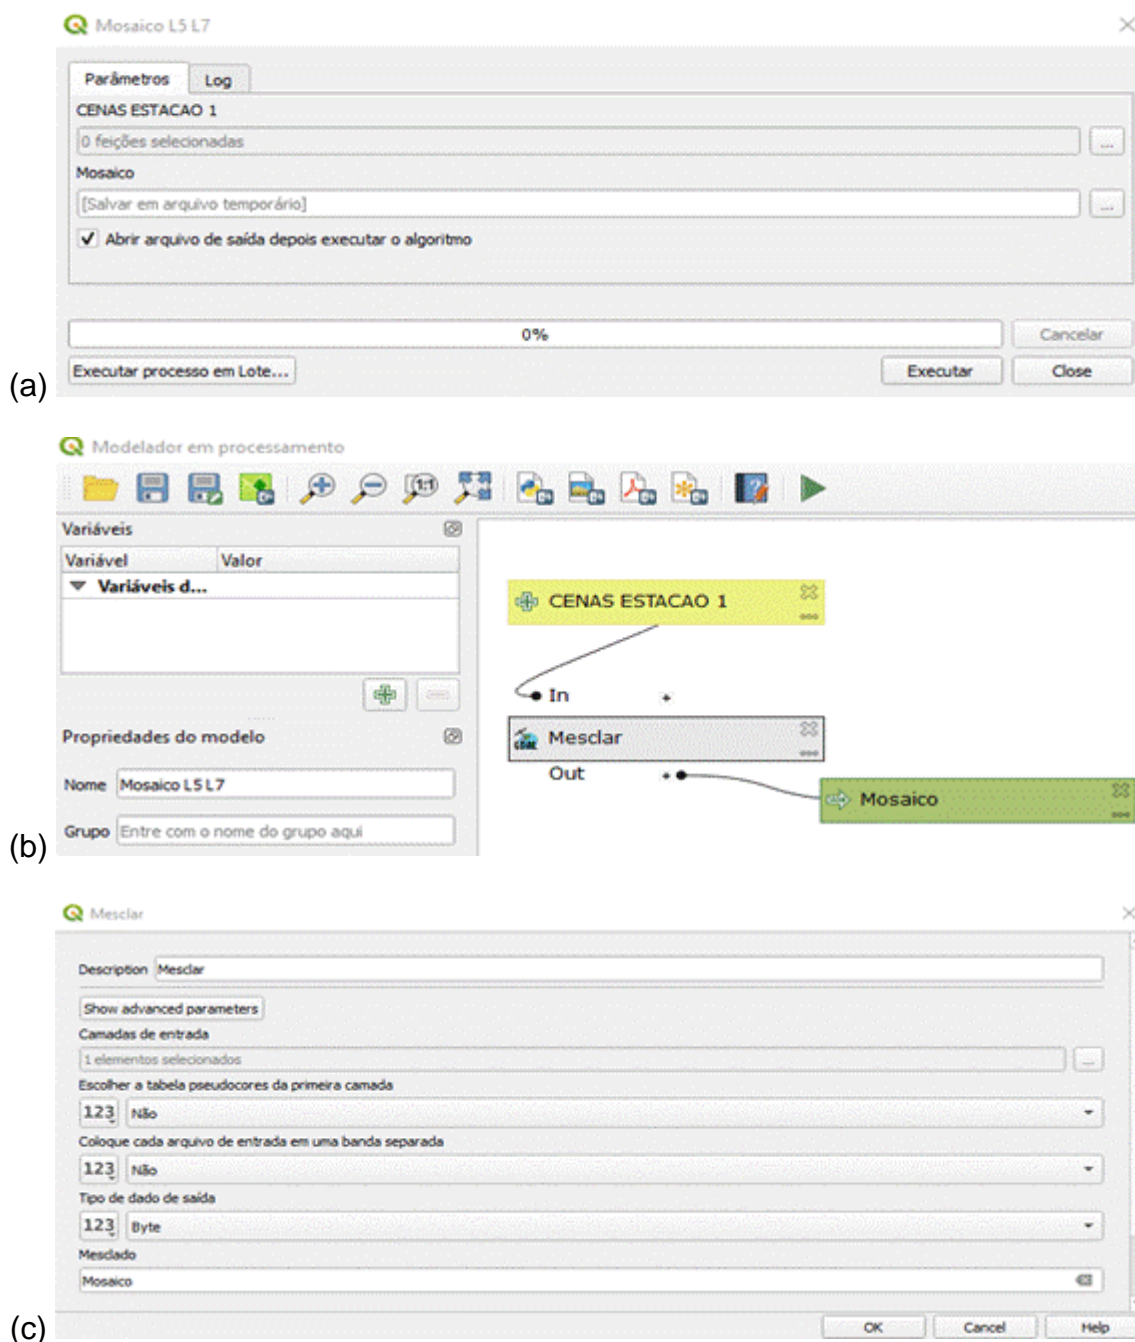 Mosaico L5 L7
Parâmetros Log
CENAS ESTACAO 1
0 feições selecionadas ...
Mosaico
[Salvar em arquivo temporário] ...
Abrir arquivo de saída depois executar o algoritmo
0% Cancelar
Executar processo em Lote... Executar Close
(a)
Modelador em processamento
1:1
Variáveis
Variável Valor
Variáveis d...
Propriedades do modelo
Nome Mosaico L5 L7
Grupo Entre com o nome do grupo aqui
CENAS ESTACAO 1
In +
GDAL Mesclar
Out +
Mosaico
(b)
Mesclar
Description Mesclar
Show advanced parameters
Camadas de entrada
1 elementos selecionados ...
Escolher a tabela pseudocores da primeira camada
123 Não
Coloque cada arquivo de entrada em uma banda separada
123 Não
Tipo de dado de saída
123 Byte
Mesclado
Mosaico
OK Cancel Help
(c)